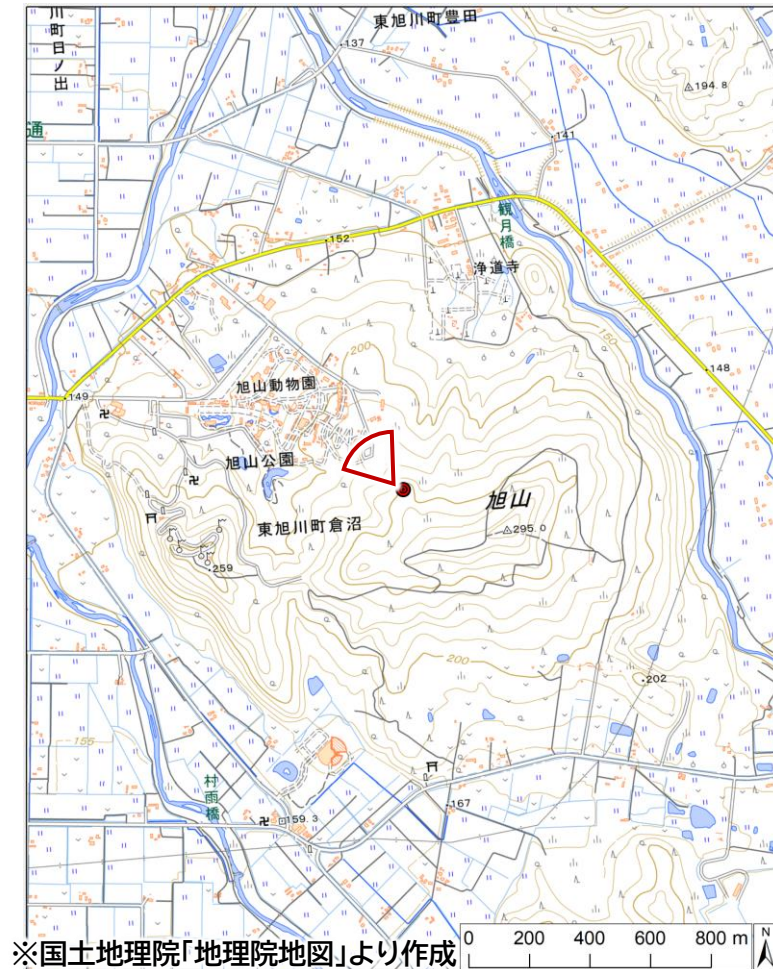 川町日ノ出
東旭川町豊田
137
194.8
通
141
観月橋
152
浄道寺
150
200
148
旭山動物園
149
旭山公園
旭山
東旭川町倉沼
295.0
259
200
202
155
村雨橋
167
159.3
※国土地理院「地理院地図」より作成
0 200 400 600 800 m
N